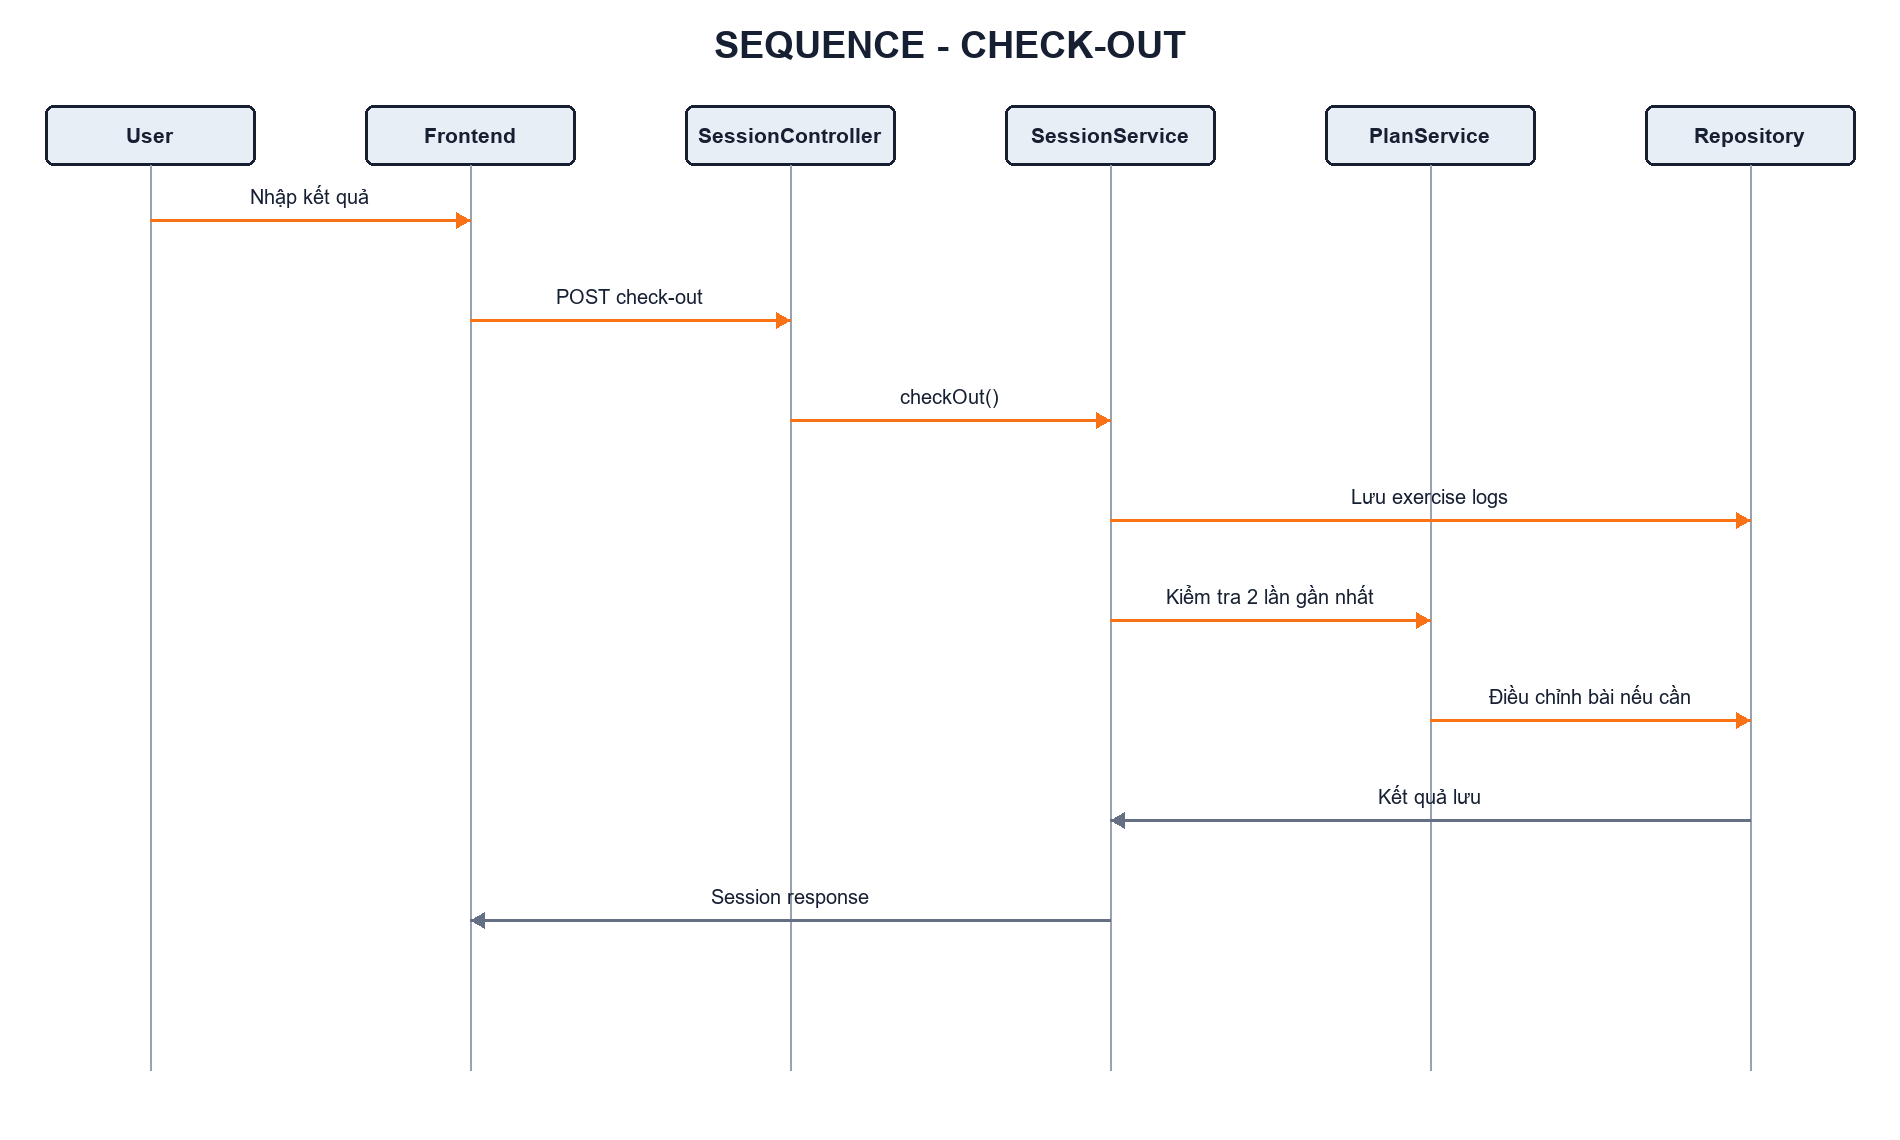 SEQUENCE - CHECK-OUT
User
Frontend
SessionController
SessionService
PlanService
Repository
Nhập kết quả
POST check-out
checkOut()
Lưu exercise logs
Kiểm tra 2 lần gần nhất
Điều chỉnh bài nếu cần
Kết quả lưu
Session response